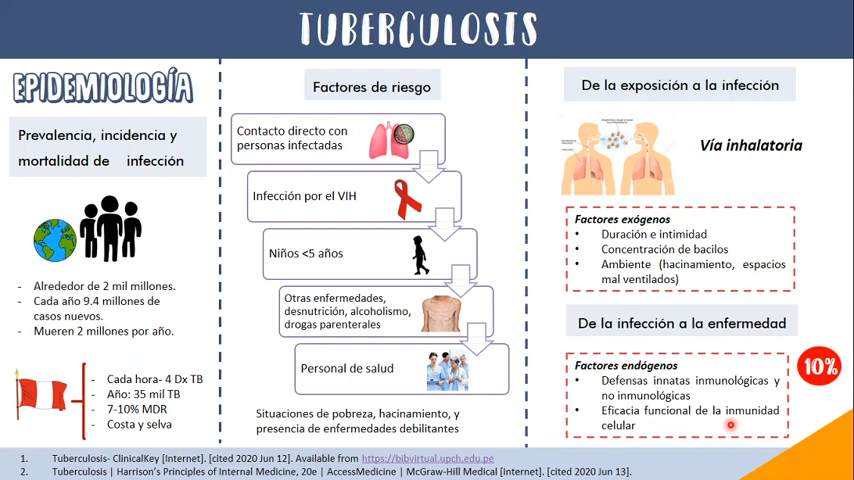 TUBERCULOSIS
EPIDEMIOLOGÍA
Prevalencia, incidencia y
mortalidad de infección
- Alrededor de 2 mil millones.
- Cada año 9.4 millones de
casos nuevos.
- Mueren 2 millones por año.
- Cada hora- 4 Dx TB
- Año: 35 mil TB
- 7-10% MDR
- Costa y selva
Factores de riesgo
Contacto directo con
personas infectadas
Infección por el VIH
Niños <5 años
Otras enfermedades,
desnutrición, alcoholismo,
drogas parenterales
Personal de salud
Situaciones de pobreza, hacinamiento, y
presencia de enfermedades debilitantes
De la exposición a la infección
Vía inhalatoria
Factores exógenos
• Duración e intimidad
• Concentración de bacilos
• Ambiente (hacinamiento, espacios
mal ventilados)
De la infección a la enfermedad
Factores endógenos
• Defensas innatas inmunológicas y
no inmunológicas
• Eficacia funcional de la inmunidad
celular
10%
1. Tuberculosis- ClinicalKey [Internet]. [cited 2020 Jun 12]. Available from https://bibvirtual.upch.edu.pe
2. Tuberculosis | Harrison's Principles of Internal Medicine, 20e | AccessMedicine | McGraw-Hill Medical [Internet]. [cited 2020 Jun 13].